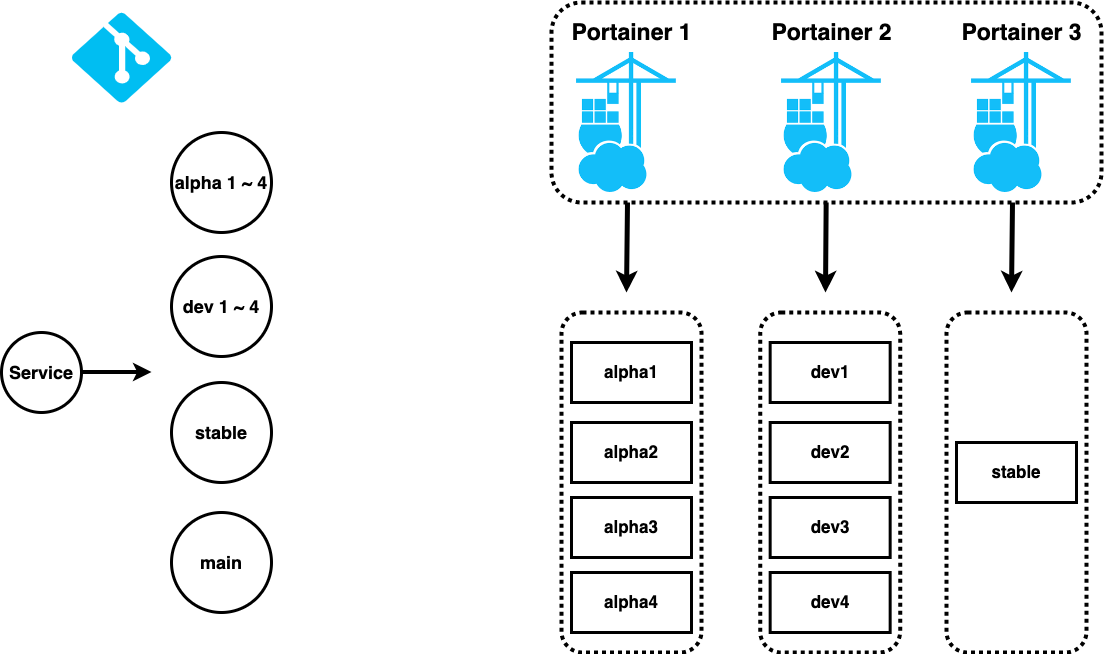 Portainer 1
Portainer 2
Portainer 3
alpha 1 ~ 4
dev 1 ~ 4
Service
stable
main
alpha1
alpha2
alpha3
alpha4
dev1
dev2
dev3
dev4
stable